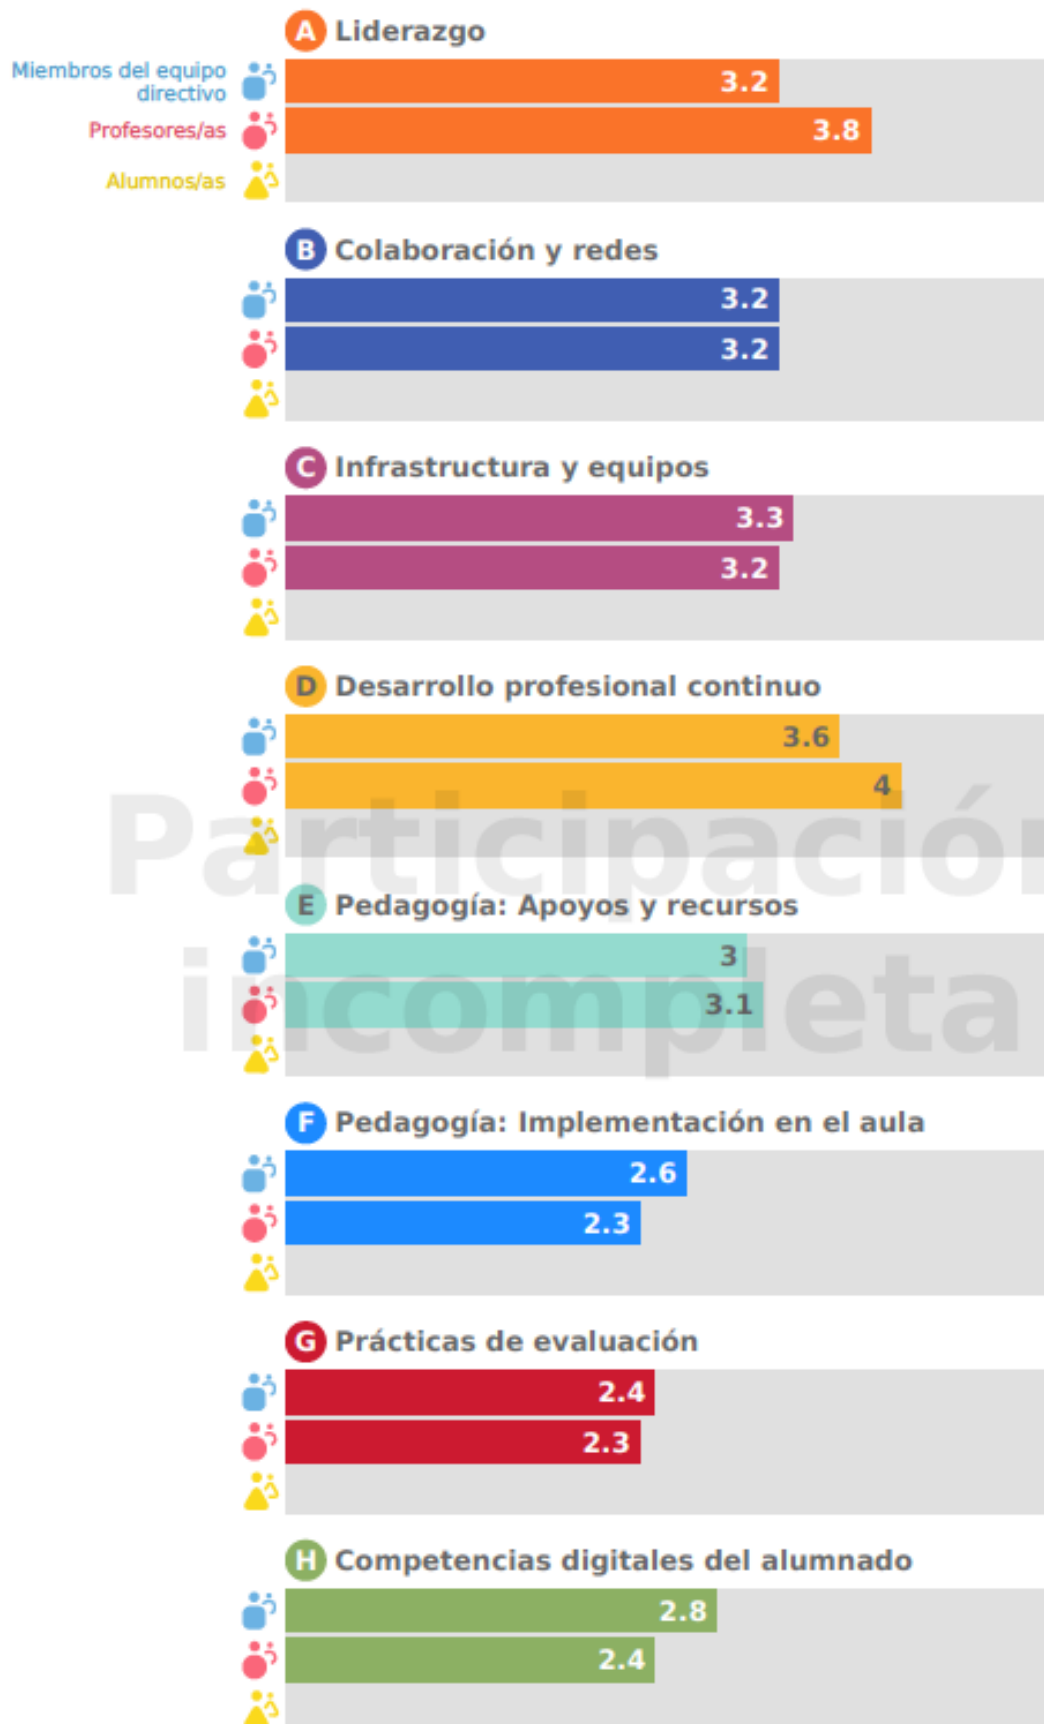 A Liderazgo
Miembros del equipo
directivo
3.2
Profesores/as
3.8
Alumnos/as
B Colaboración y redes
3.2
3.2
C Infrastructura y equipos
3.3
3.2
D Desarrollo profesional continuo
3.6
4
Participación
E Pedagogía: Apoyos y recursos
3
incompleta
3.1
F Pedagogía: Implementación en el aula
2.6
2.3
G Prácticas de evaluación
2.4
2.3
H Competencias digitales del alumnado
2.8
2.4